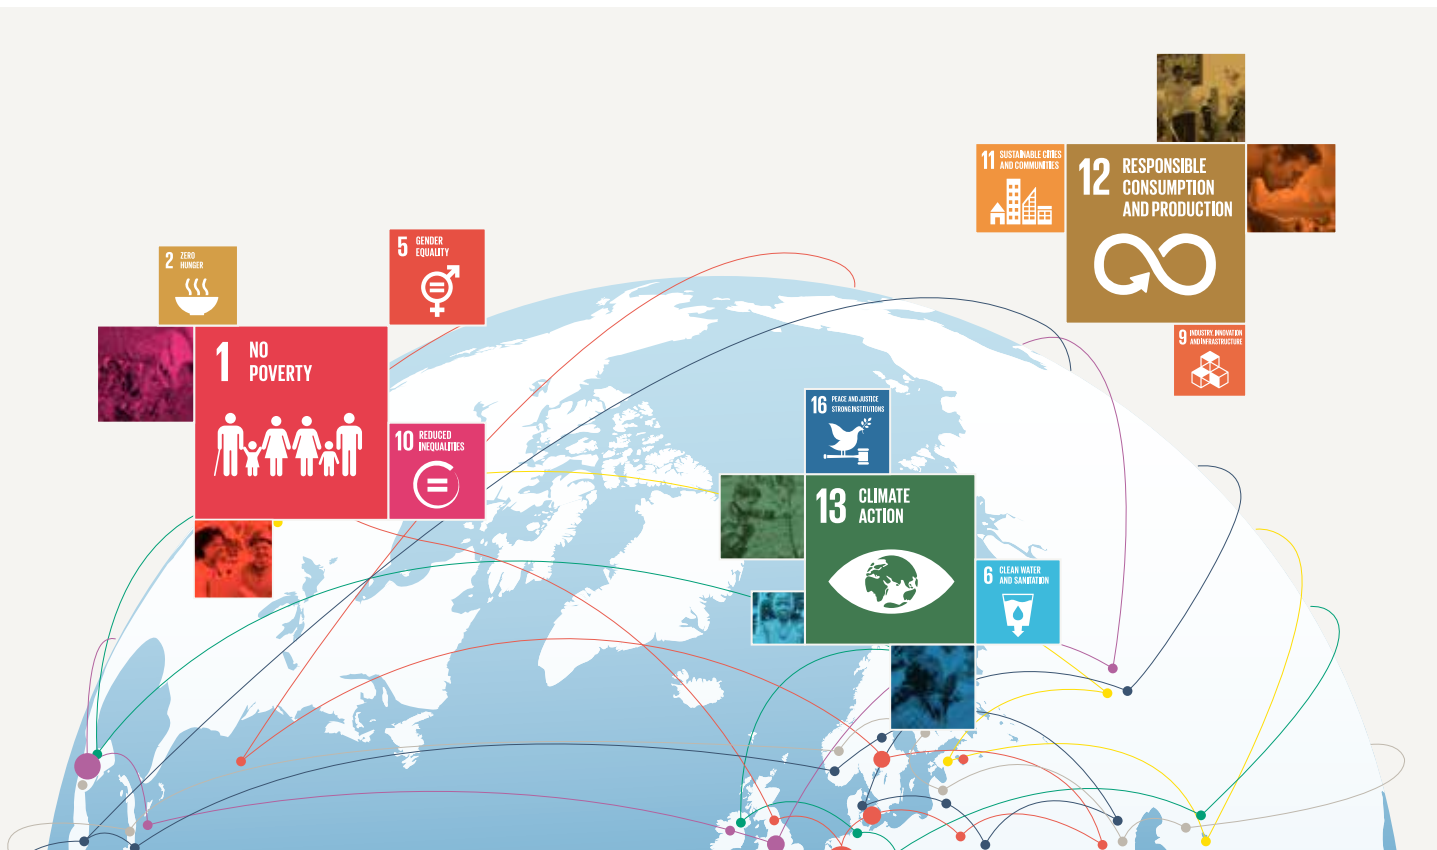 11 SUSTAINABLE CITIES
AND COMMUNITIES
12 RESPONSIBLE
CONSUMPTION
AND PRODUCTION
2 ZERO
HUNGER
5 GENDER
EQUALITY
9 INDUSTRY, INNOVATION
AND INFRASTRUCTURE
1 NO
POVERTY
16 PEACE AND JUSTICE
STRONG INSTITUTIONS
10 REDUCED
INEQUALITIES
13 CLIMATE
ACTION
6 CLEAN WATER
AND SANITATION